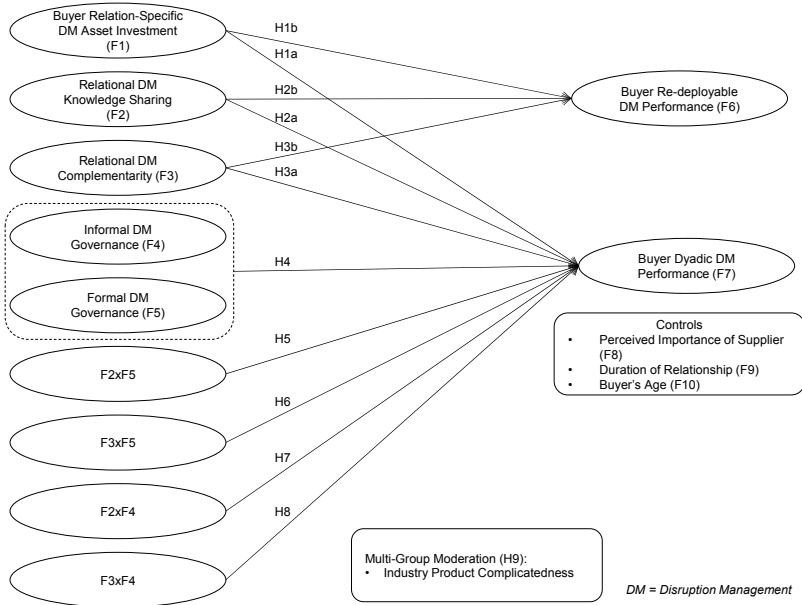 Buyer Relation-Specific
DM Asset Investment
(F1)
H1b
H1a
Relational DM
Knowledge Sharing
(F2)
H2b
H2a
Buyer Re-deployable
DM Performance (F6)
Relational DM
Complementarity (F3)
H3b
H3a
Informal DM
Governance (F4)
Formal DM
Governance (F5)
H4
Buyer Dyadic DM
Performance (F7)
Controls
• Perceived Importance of Supplier
(F8)
• Duration of Relationship (F9)
• Buyer's Age (F10)
F2xF5
H5
F3xF5
H6
F2xF4
H7
F3xF4
H8
Multi-Group Moderation (H9):
• Industry Product Complicatedness
DM = Disruption Management